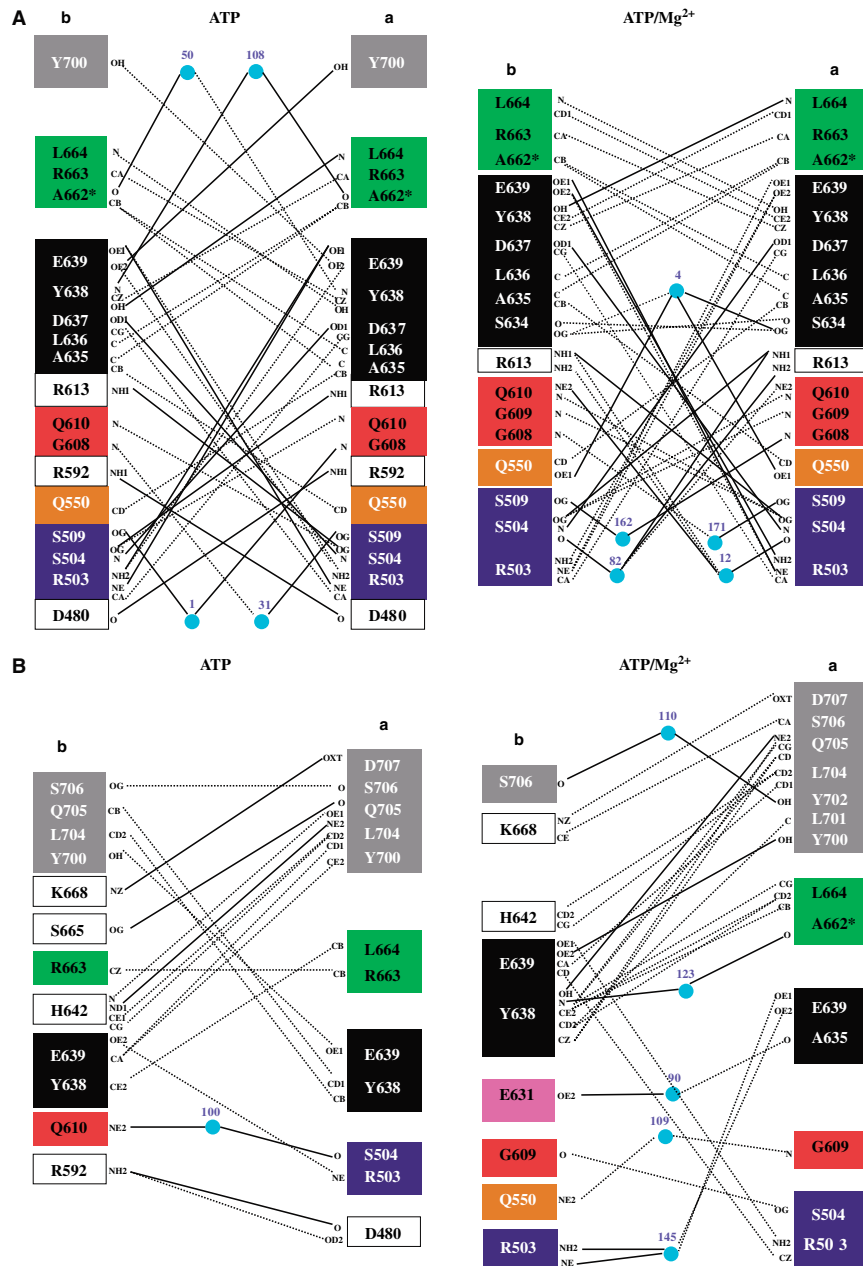 A
ATP
b
a
50
108
Y700
OH
OH
Y700
L664
R663
A662*
N
CA
O
CB
N
CA
O
CB
L664
R663
A662*
E639
Y638
D637
L636
A635
OE1
OE2
N
CZ
OH
OD1
CG
C
C
CB
OE1
OE2
N
CZ
OH
OD1
CG
C
C
CB
E639
Y638
D637
L636
A635
R613
NH1
NH1
R613
Q610
G608
N
N
N
N
Q610
G608
R592
NH1
NH1
R592
Q550
CD
CD
Q550
S509
S504
R503
OG
OG
N
NH2
NE
CA
OG
OG
N
NH2
NE
CA
S509
S504
R503
1
31
D480
O
O
D480
ATP/Mg2+
b
a
L664
R663
A662*
N
CD1
CA
CB
N
CD1
CA
CB
L664
R663
A662*
E639
Y638
D637
L636
A635
S634
OE1
OE2
OH
CE2
CZ
OD1
CG
C
C
CB
O
OG
4
OE1
OE2
OH
CE2
CZ
OD1
CG
C
C
CB
O
OG
E639
Y638
D637
L636
A635
S634
R613
NH1
NH2
NH1
NH2
R613
Q610
G609
G608
NE2
N
N
N
NE2
N
N
N
Q610
G609
G608
Q550
CD
OE1
CD
OE1
Q550
S509
S504
R503
OG
OG
N
O
NH2
NE
CA
162
171
82
12
OG
OG
N
O
NH2
NE
CA
S509
S504
R503
B
ATP
b
a
S706
Q705
L704
Y700
OG
CB
CD2
OH
OXT
O
O
OE1
NE2
CD2
CD1
CE2
D707
S706
Q705
L704
Y700
K668
NZ
S665
OG
R663
CZ
CB
CB
L664
R663
H642
N
ND1
CE1
CG
E639
Y638
OE2
CA
CE2
OE1
CD1
CB
E639
Y638
Q610
NE2
100
O
NE
S504
R503
R592
NH2
O
OD2
D480
ATP/Mg2+
b
a
S706
O
110
OXT
CA
NE2
CG
CD
CD2
CD1
OH
C
OH
D707
S706
Q705
L704
Y702
L701
Y700
K668
NZ
CE
H642
CD2
CG
CG
CD2
CB
O
L664
A662*
E639
Y638
OE1
OE2
CA
CD
OH
N
CE2
CD2
CZ
123
OE1
OE2
O
E639
A635
E631
OE2
90
109
G609
O
N
G609
Q550
NE2
R503
NH2
NE
145
OG
NH2
CZ
S504
R50 3